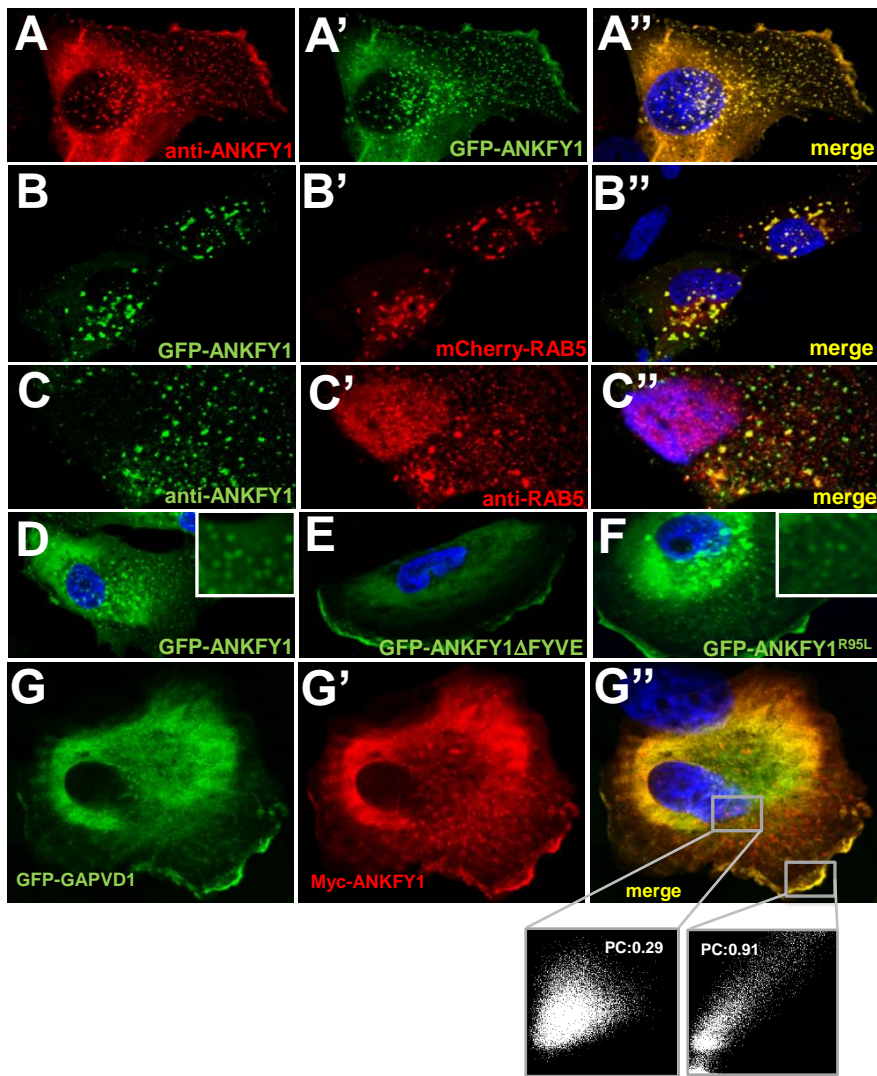 A
anti-ANKFY1
A’
GFP-ANKFY1
A’’
merge
B
GFP-ANKFY1
B’
mCherry-RAB5
B’’
merge
C
anti-ANKFY1
C’
anti-RAB5
C’’
merge
D
GFP-ANKFY1
E
GFP-ANKFY1ΔFYVE
F
GFP-ANKFY1ᴿ⁹⁵ᴸ
G
GFP-GAPVD1
G’
Myc-ANKFY1
G’’
merge
PC:0.29
PC:0.91